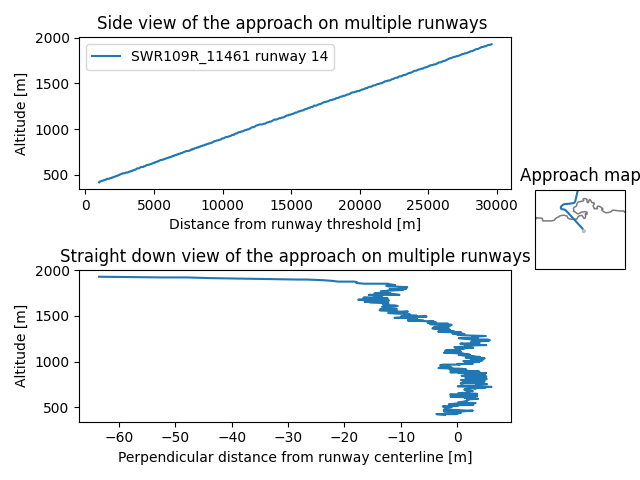 Side view of the approach on multiple runways
2000
1500
1000
500
Altitude [m]
SWR109R_11461 runway 14
0 5000 10000 15000 20000 25000 30000
Distance from runway threshold [m]
Approach map
Straight down view of the approach on multiple runways
2000
1500
1000
500
Altitude [m]
−60 −50 −40 −30 −20 −10 0
Perpendicular distance from runway centerline [m]